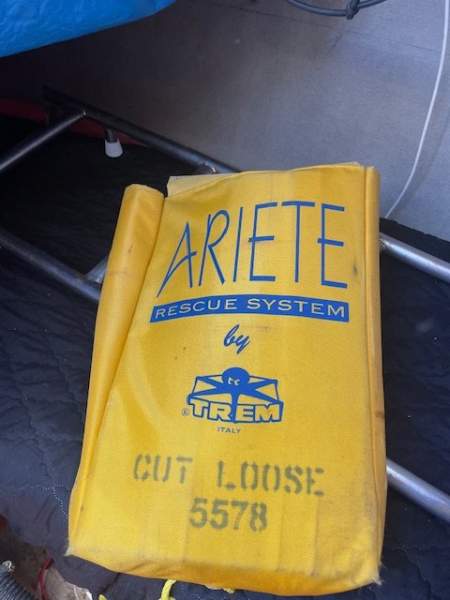 ARIETE
RESCUE SYSTEM
by
®TREM
ITALY
CUT LOOSE
5578